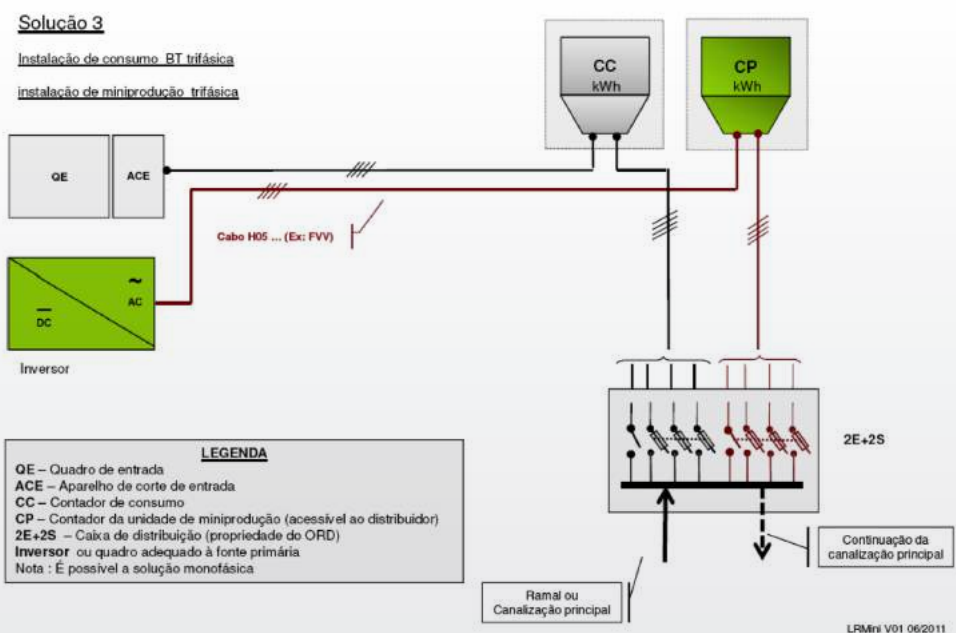 Solução 3
Instalação de consumo BT trifásica
instalação de miniprodução trifásica
CC
kWh
CP
kWh
QE
ACE
Cabo H05 ... (Ex: FVV)
~
AC
DC
Inversor
2E+2S
LEGENDA
QE – Quadro de entrada
ACE – Aparelho de corte de entrada
CC – Contador de consumo
CP – Contador da unidade de miniprodução (acessível ao distribuidor)
2E+2S – Caixa de distribuição (propriedade do ORD)
Inversor ou quadro adequado à fonte primária
Nota : É possivel a solução monofásica
Continuação da
canalização principal
Ramal ou
Canalização principal
LRMini V01 06/2011